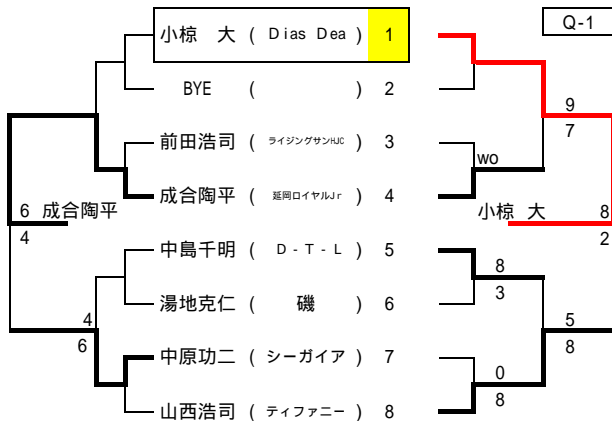 小椋 大 ( Dias Dea ) 1
Q-1
BYE ( ) 2
9
7
前田浩司 ( ライジングサンHJC ) 3
wo
成合陶平 ( 延岡ロイヤルJr ) 4
6 成合陶平
4
小椋 大 8
2
中島千明 ( D-T-L ) 5
8
3
湯地克仁 ( 磯 ) 6
4
6
5
8
中原功二 ( シーガイア ) 7
0
8
山西浩司 ( ティファニー ) 8